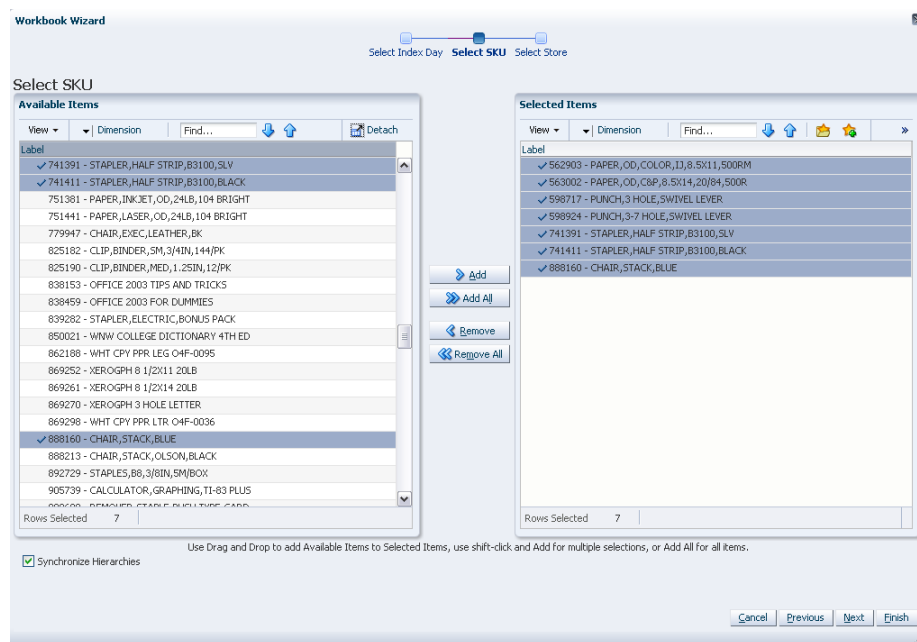 Workbook Wizard
Select Index Day Select SKU Select Store
Select SKU
Available Items
View Dimension Find... Detach
Label
741391 - STAPLER,HALF STRIP,B3100,SLV
741411 - STAPLER,HALF STRIP,B3100,BLACK
751381 - PAPER,INKJET,OD,24LB,104 BRIGHT
751441 - PAPER,LASER,OD,24LB,104 BRIGHT
779947 - CHAIR,EXEC,LEATHER,BK
825182 - CLIP,BINDER,SM,3/4IN,144/PK
825190 - CLIP,BINDER,MED,1.25IN,12/PK
838153 - OFFICE 2003 TIPS AND TRICKS
838459 - OFFICE 2003 FOR DUMMIES
839282 - STAPLER,ELECTRIC,BONUS PACK
850021 - WNW COLLEGE DICTIONARY 4TH ED
862188 - WHT CPY PPR LEG O4F-0095
869252 - XEROGPH 8 1/2X11 20LB
869261 - XEROGPH 8 1/2X14 20LB
869270 - XEROGPH 3 HOLE LETTER
869298 - WHT CPY PPR LTR O4F-0036
888160 - CHAIR,STACK,BLUE
888213 - CHAIR,STACK,OLSON,BLACK
892729 - STAPLES,B8,3/8IN,5M/BOX
905739 - CALCULATOR,GRAPHING,TI-83 PLUS
Rows Selected 7
Add
Add All
Remove
Remove All
Selected Items
View Dimension Find... »
Label
562903 - PAPER,OD,COLOR,IJ,8.5X11,500RM
563002 - PAPER,OD,C&P,8.5X14,20/84,500R
598717 - PUNCH,3 HOLE,SWIVEL LEVER
598924 - PUNCH,3-7 HOLE,SWIVEL LEVER
741391 - STAPLER,HALF STRIP,B3100,SLV
741411 - STAPLER,HALF STRIP,B3100,BLACK
888160 - CHAIR,STACK,BLUE
Rows Selected 7
Use Drag and Drop to add Available Items to Selected Items, use shift-click and Add for multiple selections, or Add All for all items.
Synchronize Hierarchies
Cancel Previous Next Finish